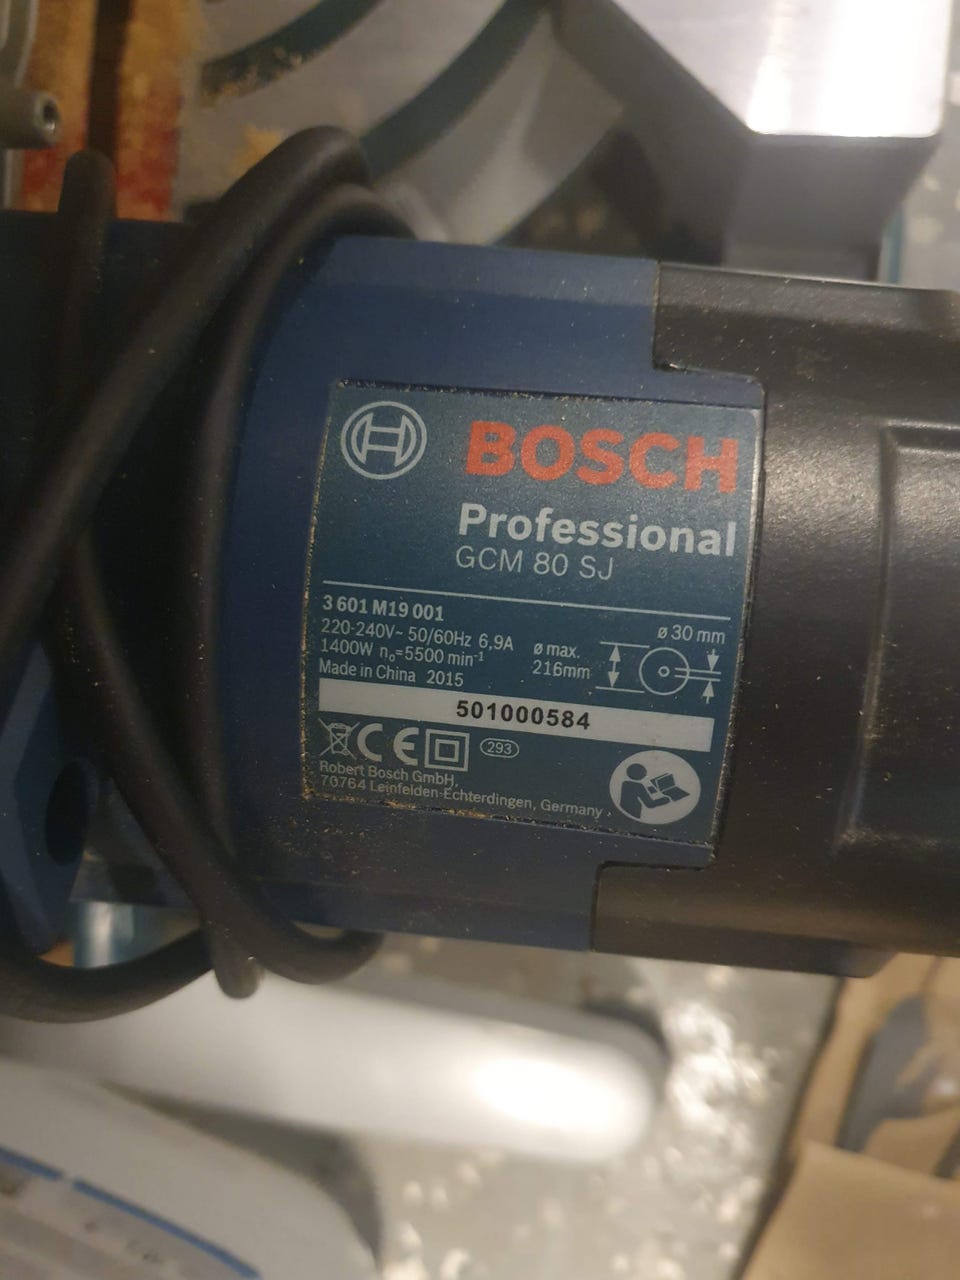 BOSCH
Professional
GCM 80 SJ
3 601 M19 001
220-240V~ 50/60Hz 6,9A
1400W n₀=5500 min⁻¹
Made in China 2015
ø max.
216mm
ø 30 mm
501000584
CE
293
Robert Bosch GmbH,
70764 Leinfelden-Echterdingen, Germany